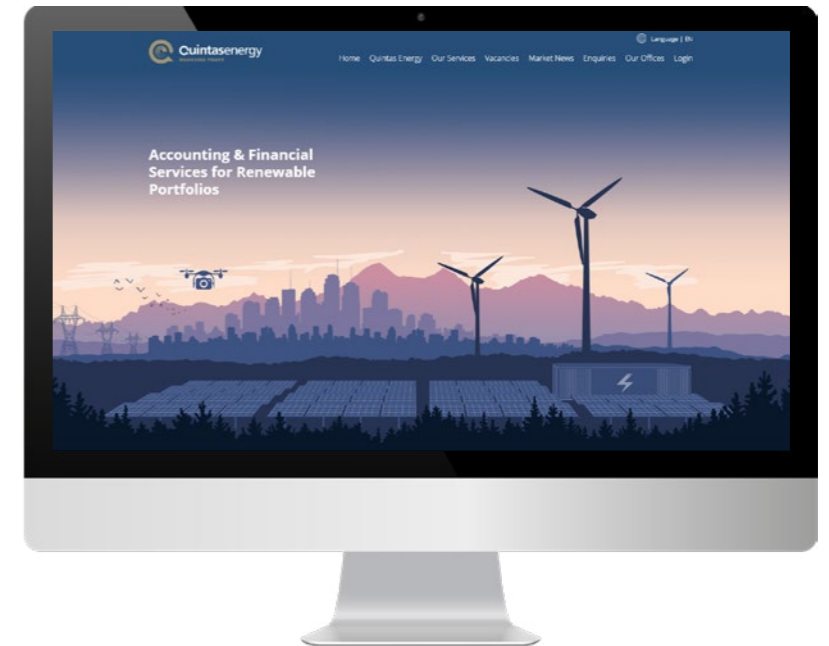 Language | EN
Quintasenergy
Home Quintas Energy Our Services Vacancies Market News Enquiries Our Offices Login
Accounting & Financial
Services for Renewable
Portfolios